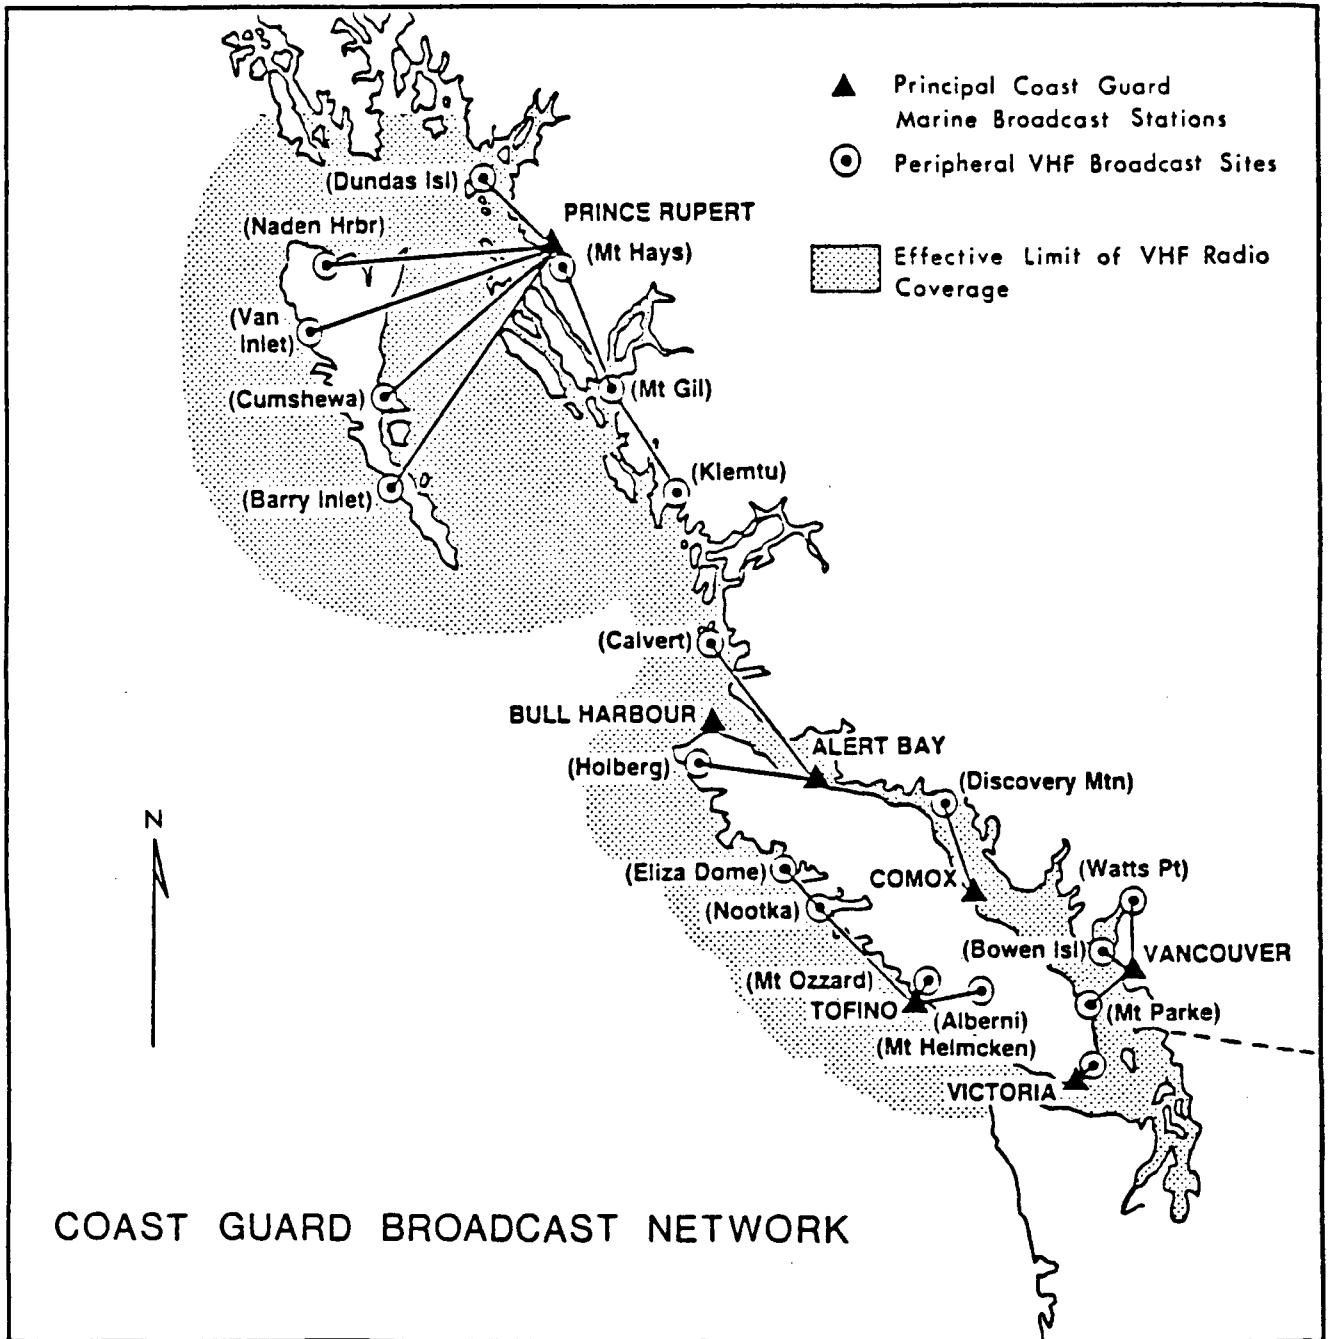 Principal Coast Guard
Marine Broadcast Stations
Peripheral VHF Broadcast Sites
Effective Limit of VHF Radio
Coverage
(Dundas Isl)
PRINCE RUPERT
(Naden Hrbr)
(Mt Hays)
(Van
Inlet)
(Cumshewa)
(Mt Gil)
(Barry Inlet)
(Klemtu)
(Calvert)
BULL HARBOUR
ALERT BAY
(Holberg)
(Discovery Mtn)
(Eliza Dome)
COMOX
(Watts Pt)
(Nootka)
(Bowen Isl)
VANCOUVER
(Mt Ozzard)
TOFINO
(Alberni)
(Mt Parke)
(Mt Helmcken)
VICTORIA
N
COAST GUARD BROADCAST NETWORK